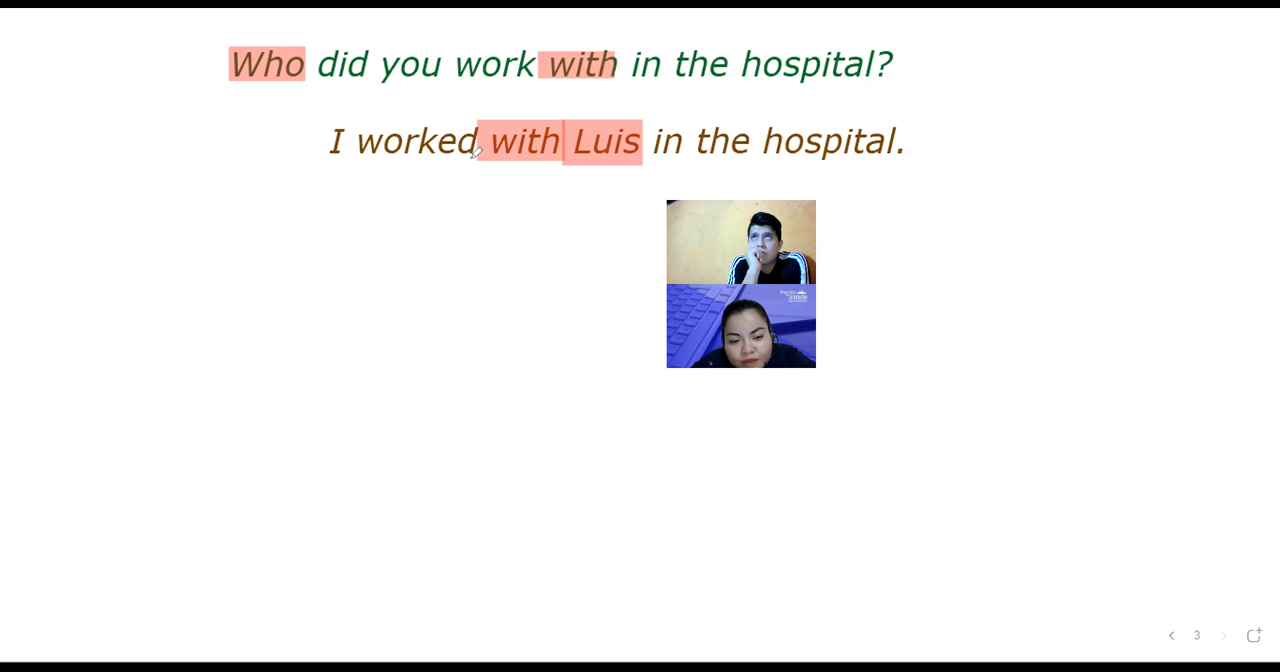 Who did you work with in the hospital?
I worked with Luis in the hospital.
3